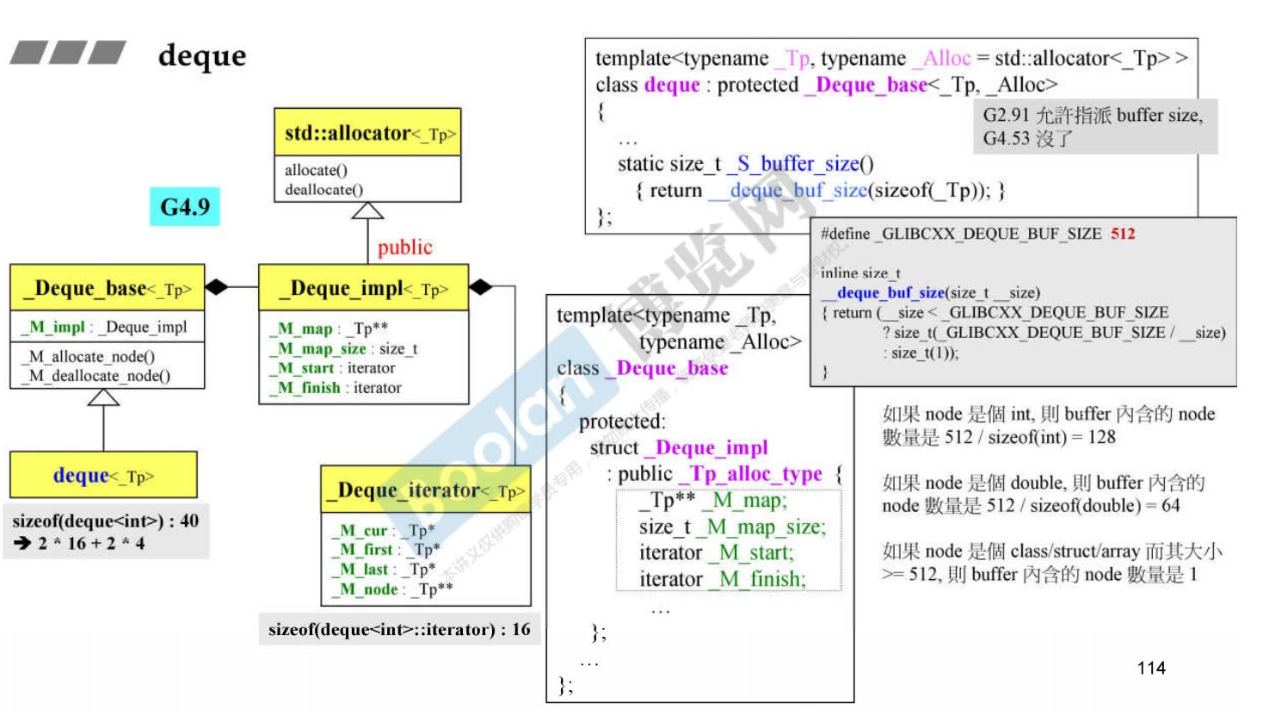 deque
std::allocator<_Tp>
allocate()
deallocate()
G4.9
public
_Deque_base<_Tp>
_M_impl : _Deque_impl
_M_allocate_node()
_M_deallocate_node()
_Deque_impl<_Tp>
_M_map : _Tp**
_M_map_size : size_t
_M_start : iterator
_M_finish : iterator
deque<_Tp>
sizeof(deque<int>) : 40
➔ 2 * 16 + 2 * 4
_Deque_iterator<_Tp>
_M_cur : _Tp*
_M_first : _Tp*
_M_last : _Tp*
_M_node : _Tp**
sizeof(deque<int>::iterator) : 16
template<typename _Tp, typename _Alloc = std::allocator<_Tp> >
class deque : protected _Deque_base<_Tp, _Alloc>
{
...
static size_t _S_buffer_size()
{ return __deque_buf_size(sizeof(_Tp)); }
};
G2.91 允許指派 buffer size,
G4.53 沒了
#define _GLIBCXX_DEQUE_BUF_SIZE 512
inline size_t
__deque_buf_size(size_t __size)
{ return (__size < _GLIBCXX_DEQUE_BUF_SIZE
? size_t(_GLIBCXX_DEQUE_BUF_SIZE / __size)
: size_t(1));
}
template<typename _Tp,
typename _Alloc>
class _Deque_base
{
protected:
struct _Deque_impl
: public _Tp_alloc_type {
_Tp** _M_map;
size_t _M_map_size;
iterator _M_start;
iterator _M_finish;
...
};
...
};
如果 node 是個 int, 則 buffer 內含的 node
數量是 512 / sizeof(int) = 128
如果 node 是個 double, 則 buffer 內含的
node 數量是 512 / sizeof(double) = 64
如果 node 是個 class/struct/array 而其大小
>= 512, 則 buffer 內含的 node 數量是 1
Boolan 博览网
114